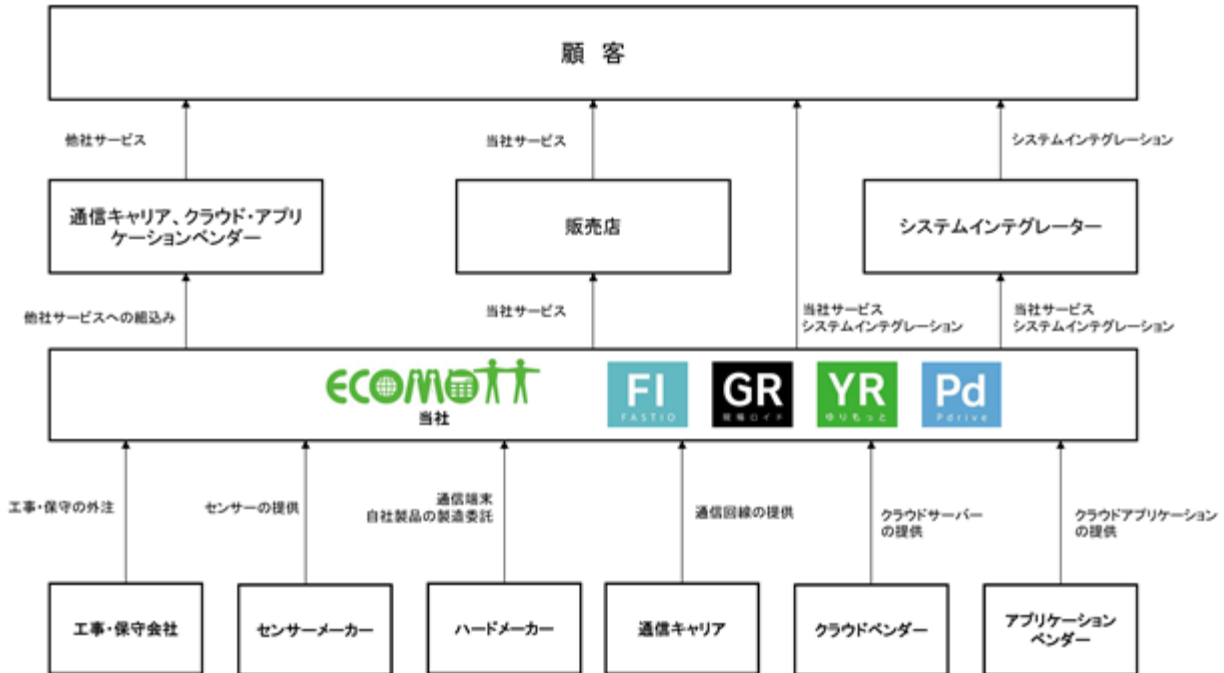 顧 客
他社サービス
当社サービス
システムインテグレーション
通信キャリア、クラウド・アプリ
ケーションベンダー
販売店
システムインテグレーター
他社サービスへの組込み
当社サービス
当社サービス
システムインテグレーション
当社サービス
システムインテグレーション
ECOMOTT
当社
FI
FASTIO
GR
現場ロイド
YR
ゆりもっと
Pd
Pdrive
工事・保守の外注
センサーの提供
通信端末
自社製品の製造委託
通信回線の提供
クラウドサーバー
の提供
クラウドアプリケーション
の提供
工事・保守会社
センサーメーカー
ハードメーカー
通信キャリア
クラウドベンダー
アプリケーション
ベンダー